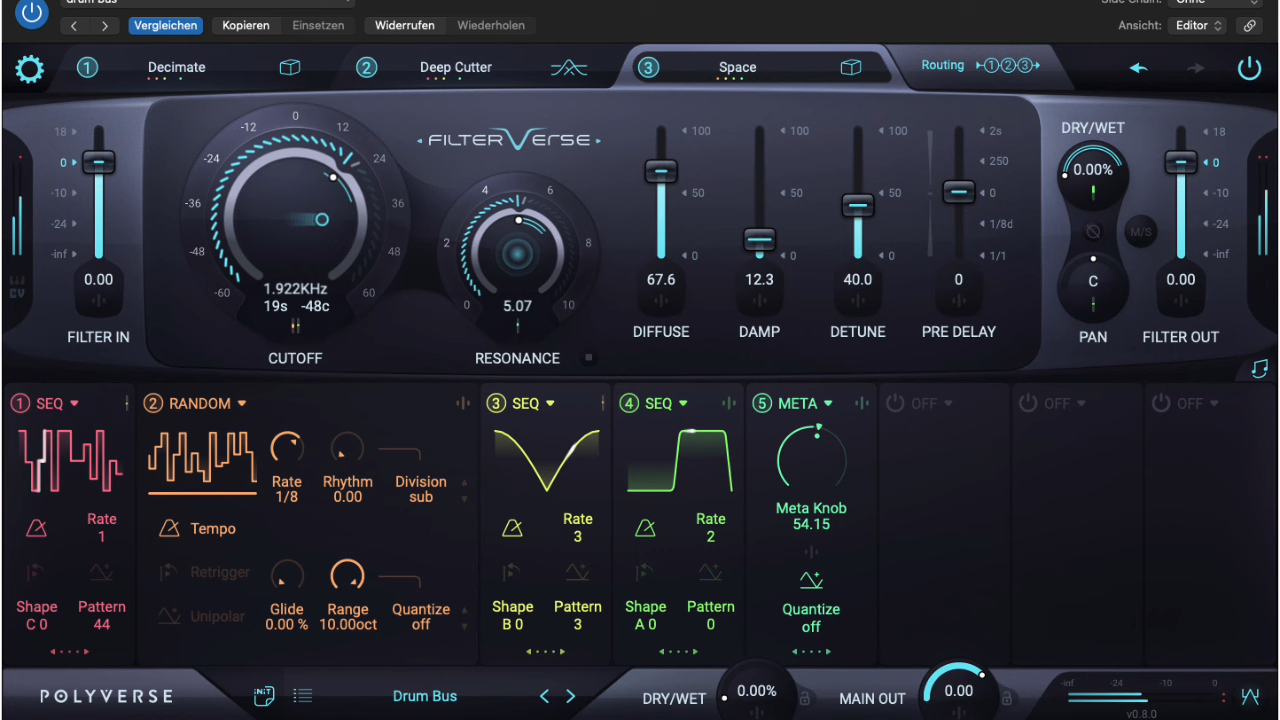 drum Bus
Side Chain: Ohne
Vergleichen Kopieren Einsetzen Widerrufen Wiederholen
Ansicht: Editor
1 Decimate 2 Deep Cutter 3 Space Routing 1 2 3
FILTERVERSE
18 0 -10 -24 -inf
0.00
FILTER IN
-60 -48 -36 -24 -12 0 12 24 36 48 60
1.922KHz
19s -48c
CUTOFF
0 2 4 6 8 10
5.07
RESONANCE
100 50 0
67.6
DIFFUSE
100 50 0
12.3
DAMP
100 50 0
40.0
DETUNE
2s 250 0 1/8d 1/1
0
PRE DELAY
DRY/WET
0.00%
M/S
C
PAN
18 0 -10 -24 -inf
0.00
FILTER OUT
CV
1 SEQ
Rate
1
Shape Pattern
C 0 44
2 RANDOM
Rate Rhythm Division
1/8 0.00 sub
Tempo
Retrigger
Unipolar
Glide Range Quantize
0.00 % 10.00oct off
3 SEQ
Rate
3
Shape Pattern
B 0 3
4 SEQ
Rate
2
Shape Pattern
A 0 0
5 META
Meta Knob
54.15
Quantize
off
OFF
OFF
OFF
POLYVERSE INIT Drum Bus DRY/WET 0.00% MAIN OUT 0.00
-inf -24 -10 0
v0.8.0